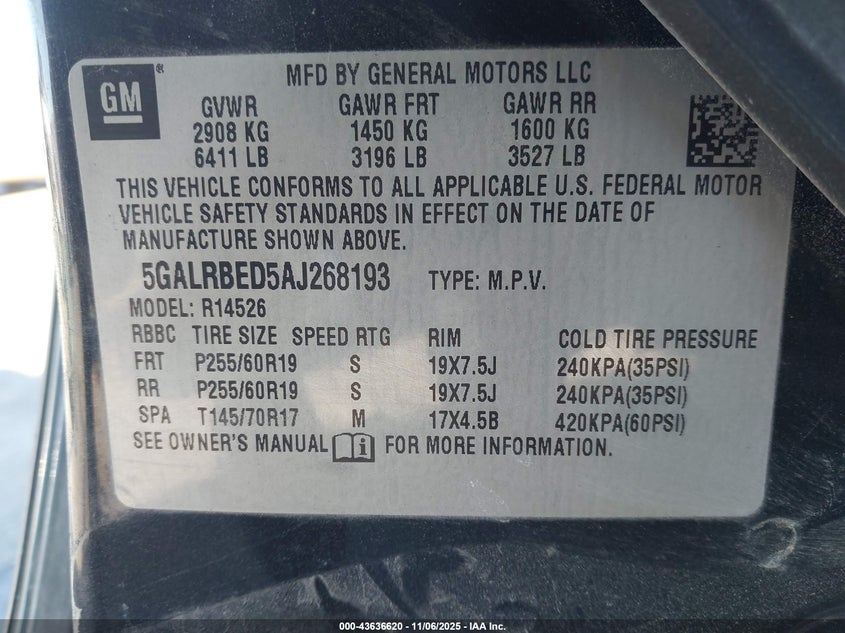 GM®
MFD BY GENERAL MOTORS LLC
GVWR GAWR FRT GAWR RR
2908 KG 1450 KG 1600 KG
6411 LB 3196 LB 3527 LB
THIS VEHICLE CONFORMS TO ALL APPLICABLE U.S. FEDERAL MOTOR
VEHICLE SAFETY STANDARDS IN EFFECT ON THE DATE OF
MANUFACTURE SHOWN ABOVE.
5GALRBED5AJ268193 TYPE: M.P.V.
MODEL: R14526
RBBC TIRE SIZE SPEED RTG RIM COLD TIRE PRESSURE
FRT P255/60R19 S 19X7.5J 240KPA(35PSI)
RR P255/60R19 S 19X7.5J 240KPA(35PSI)
SPA T145/70R17 M 17X4.5B 420KPA(60PSI)
SEE OWNER'S MANUAL i FOR MORE INFORMATION.
000-43636620 - 11/06/2025 - IAA Inc.